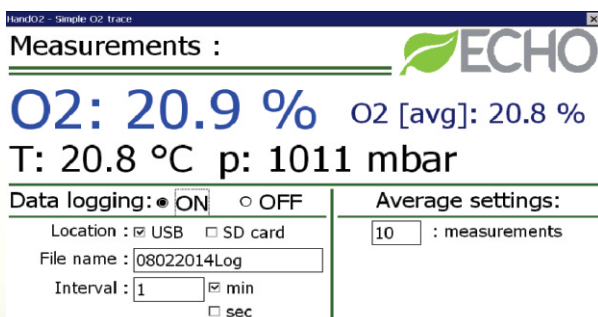 HandO2 - Simple O2 trace
Measurements :
ECHO
O2: 20.9 % O2 [avg]: 20.8 %
T: 20.8 °C p: 1011 mbar
Data logging: ON OFF Average settings:
Location : USB SD card 10 : measurements
File name : 08022014Log
Interval : 1 min
sec